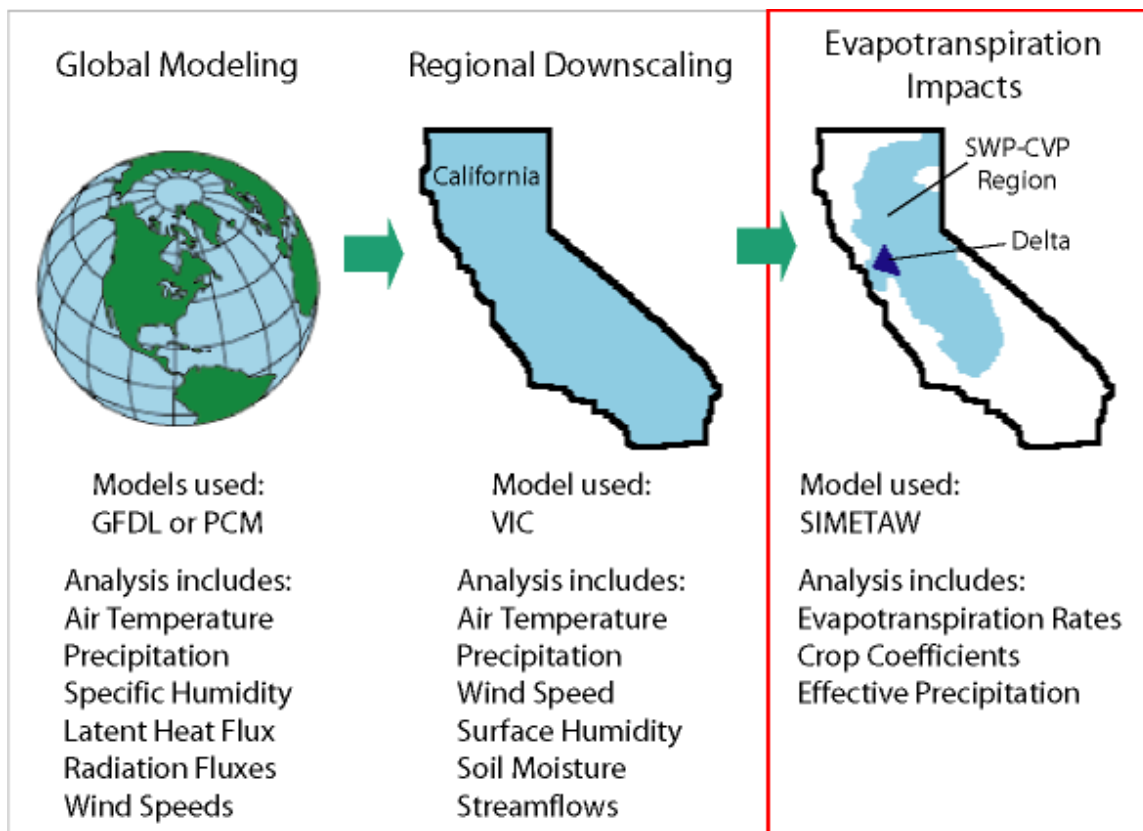 Global Modeling
Models used:
GFDL or PCM
Analysis includes:
Air Temperature
Precipitation
Specific Humidity
Latent Heat Flux
Radiation Fluxes
Wind Speeds
Regional Downscaling
California
Model used:
VIC
Analysis includes:
Air Temperature
Precipitation
Wind Speed
Surface Humidity
Soil Moisture
Streamflows
Evapotranspiration
Impacts
SWP-CVP
Region
Delta
Model used:
SIMETAW
Analysis includes:
Evapotranspiration Rates
Crop Coefficients
Effective Precipitation